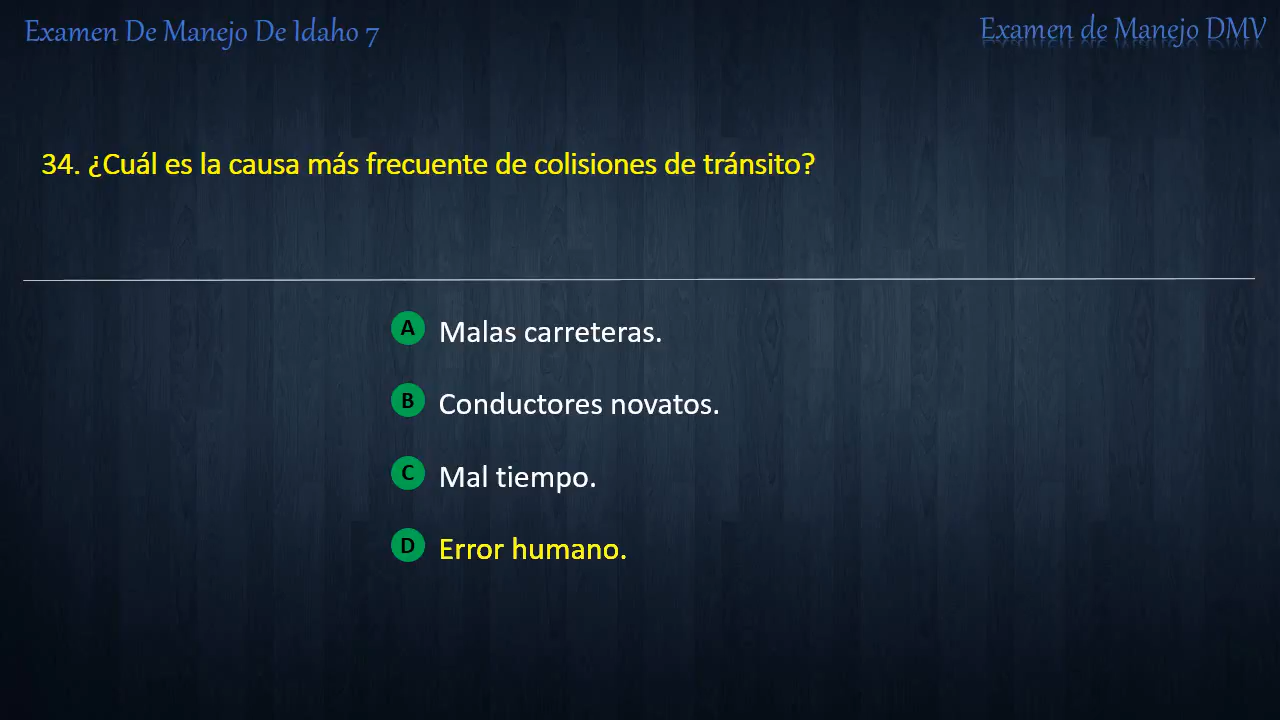 Examen De Manejo De Idaho 7
Examen de Manejo DMV
34. ¿Cuál es la causa más frecuente de colisiones de tránsito?
A Malas carreteras.
B Conductores novatos.
C Mal tiempo.
D Error humano.